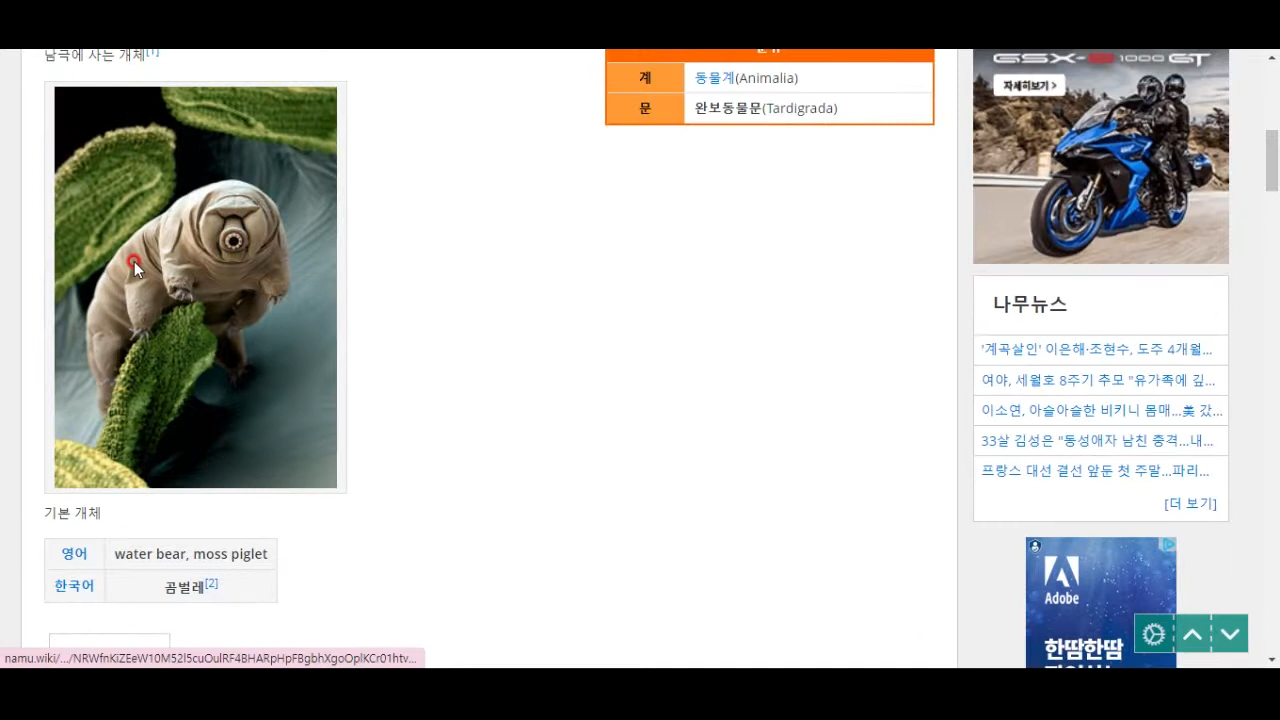 남극에 사는 개체[1]
계 동물계(Animalia)
문 완보동물문(Tardigrada)
기본 개체
영어 water bear, moss piglet
한국어 곰벌레[2]
GSX-S1000 GT
자세히보기 >
나무뉴스
'계곡살인' 이은해·조현수, 도주 4개월...
여야, 세월호 8주기 추모 "유가족에 깊...
이소연, 아슬아슬한 비키니 몸매...美 갔...
33살 김성은 "동성애자 남친 충격...내...
프랑스 대선 결선 앞둔 첫 주말...파리...
[더 보기]
Adobe
한땀한땀
namu.wiki/.../NRWfnKiZEeW10M52l5cuOulRF4BHARpHpFBgbhXgoOplKCr01htv...